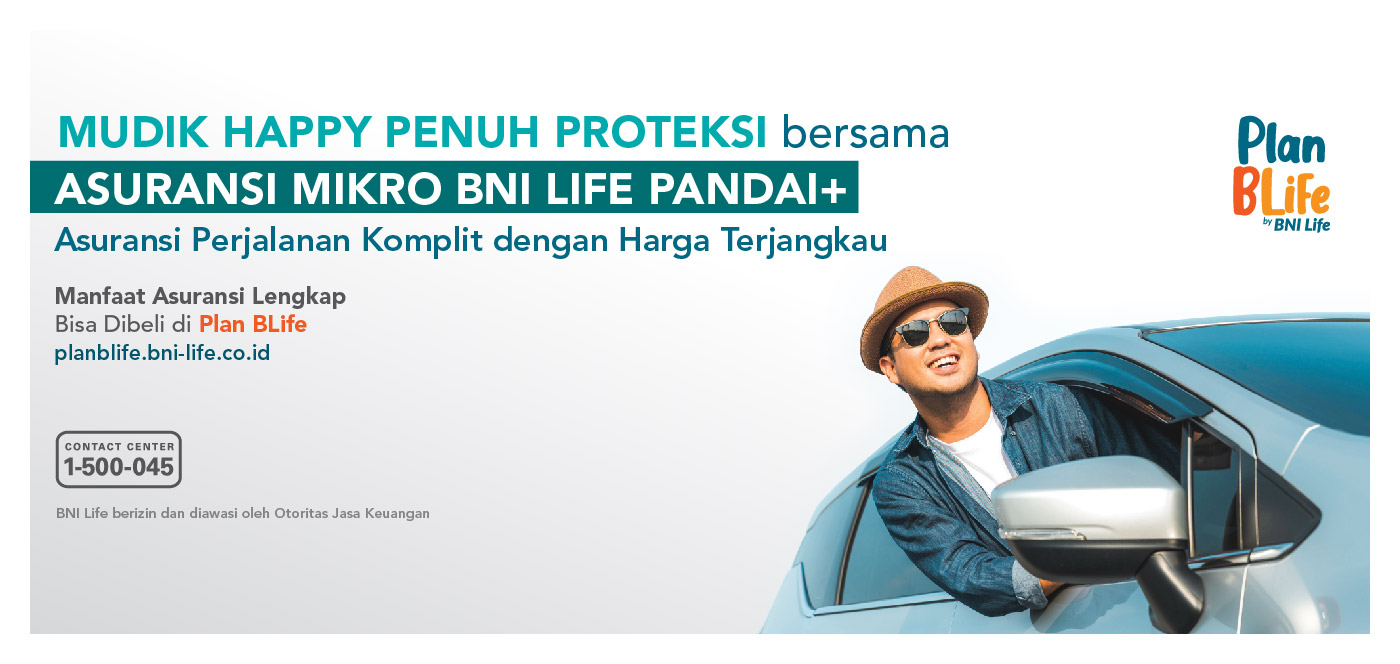 MUDIK HAPPY PENUH PROTEKSI bersama
ASURANSI MIKRO BNI LIFE PANDAI+
Asuransi Perjalanan Komplit dengan Harga Terjangkau
Manfaat Asuransi Lengkap
Bisa Dibeli di Plan BLife
planblife.bni-life.co.id
CONTACT CENTER
1-500-045
BNI Life berizin dan diawasi oleh Otoritas Jasa Keuangan
Plan
BLiFe
by BNI Life